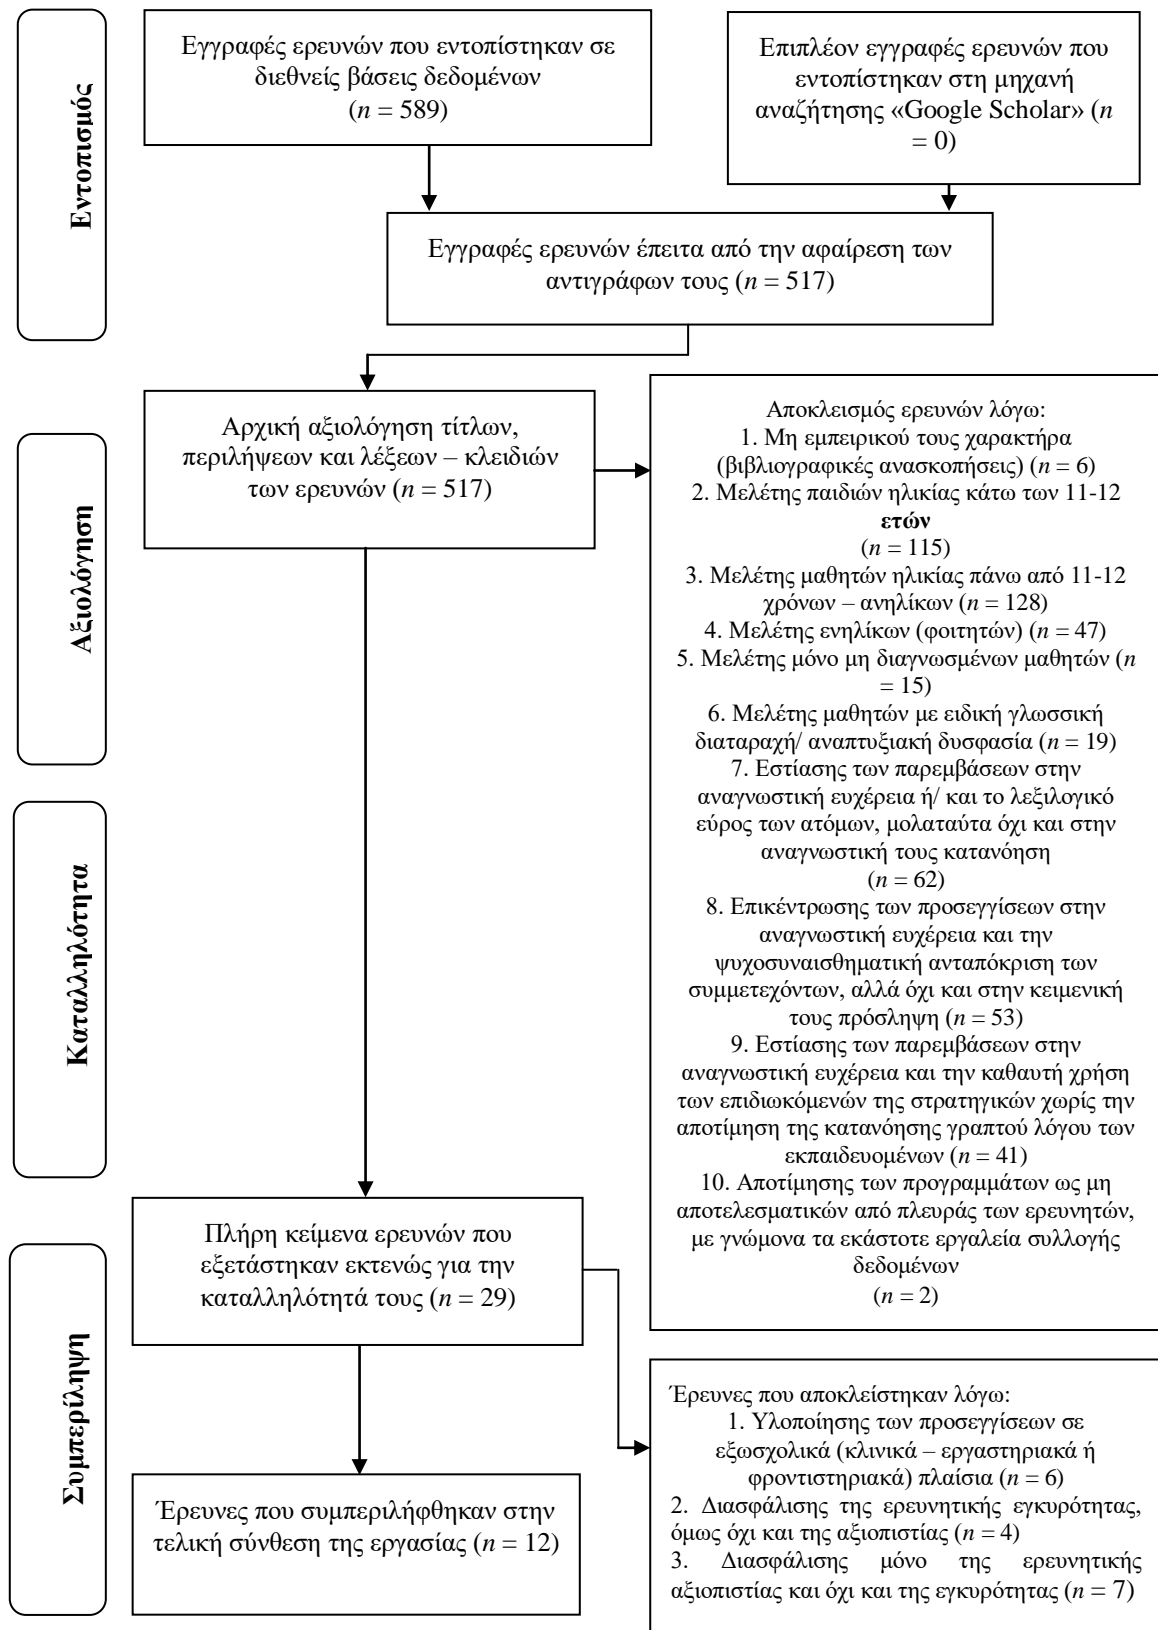 Εντοπισμός
Εγγραφές ερευνών που εντοπίστηκαν σε
διεθνείς βάσεις δεδομένων
(n = 589)
Επιπλέον εγγραφές ερευνών που
εντοπίστηκαν στη μηχανή
αναζήτησης «Google Scholar» (n
= 0)
Εγγραφές ερευνών έπειτα από την αφαίρεση των
αντιγράφων τους (n = 517)
Αξιολόγηση
Αρχική αξιολόγηση τίτλων,
περιλήψεων και λέξεων – κλειδιών
των ερευνών (n = 517)
Αποκλεισμός ερευνών λόγω:
1. Μη εμπειρικού τους χαρακτήρα
(βιβλιογραφικές ανασκοπήσεις) (n = 6)
2. Μελέτης παιδιών ηλικίας κάτω των 11-12
ετών
(n = 115)
3. Μελέτης μαθητών ηλικίας πάνω από 11-12
χρόνων – ανηλίκων (n = 128)
4. Μελέτης ενηλίκων (φοιτητών) (n = 47)
5. Μελέτης μόνο μη διαγνωσμένων μαθητών (n
= 15)
6. Μελέτης μαθητών με ειδική γλωσσική
διαταραχή/ αναπτυξιακή δυσφασία (n = 19)
7. Εστίασης των παρεμβάσεων στην
αναγνωστική ευχέρεια ή/ και το λεξιλογικό
εύρος των ατόμων, μολαταύτα όχι και στην
αναγνωστική τους κατανόηση
(n = 62)
8. Επικέντρωσης των προσεγγίσεων στην
αναγνωστική ευχέρεια και την
ψυχοσυναισθηματική ανταπόκριση των
συμμετεχόντων, αλλά όχι και στην κειμενική
τους πρόσληψη (n = 53)
9. Εστίασης των παρεμβάσεων στην
αναγνωστική ευχέρεια και την καθαυτή χρήση
των επιδιωκόμενών της στρατηγικών χωρίς την
αποτίμηση της κατανόησης γραπτού λόγου των
εκπαιδευομένων (n = 41)
10. Αποτίμησης των προγραμμάτων ως μη
αποτελεσματικών από πλευράς των ερευνητών,
με γνώμονα τα εκάστοτε εργαλεία συλλογής
δεδομένων
(n = 2)
Καταλληλότητα
Πλήρη κείμενα ερευνών που
εξετάστηκαν εκτενώς για την
καταλληλότητά τους (n = 29)
Συμπερίληψη
Έρευνες που συμπεριλήφθηκαν στην
τελική σύνθεση της εργασίας (n = 12)
Έρευνες που αποκλείστηκαν λόγω:
1. Υλοποίησης των προσεγγίσεων σε
εξωσχολικά (κλινικά – εργαστηριακά ή
φροντιστηριακά) πλαίσια (n = 6)
2. Διασφάλισης της ερευνητικής εγκυρότητας,
όμως όχι και της αξιοπιστίας (n = 4)
3. Διασφάλισης μόνο της ερευνητικής
αξιοπιστίας και όχι και της εγκυρότητας (n = 7)